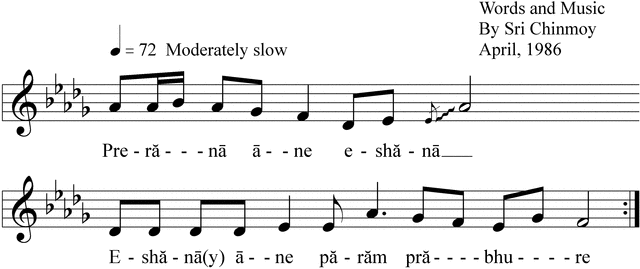 Words and Music
By Sri Chinmoy
= 72 Moderately slow
April, 1986
Pre - ră - - - nā ā - - ne e - shă - nā
E - shă - nā(y) ā - - ne pă - răm pră - - - - bhu - - - - re